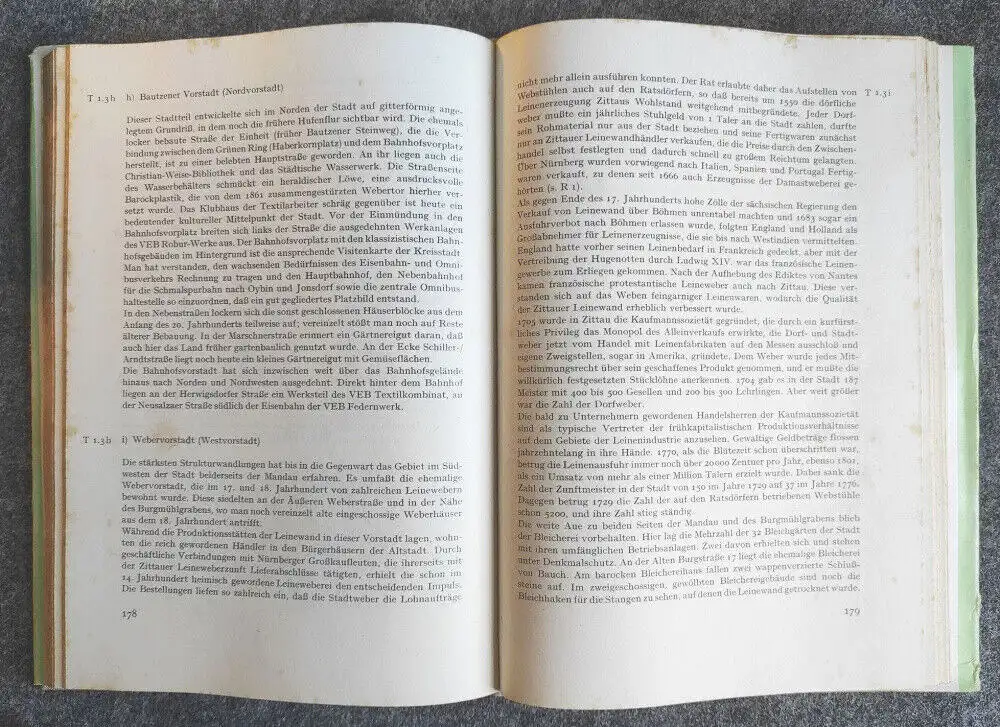 T 1.3 h h) Bautzener Vorstadt (Nordvorstadt)
Dieser Stadtteil entwickelte sich im Norden der Stadt auf gitterförmig ange-
legtem Grundriß, in dem noch die frühere Hufenflur sichtbar wird. Die ehemals
locker bebaute Straße der Einheit (früher Bautzener Steinweg), die die Ver-
bindung zwischen dem Grünen Ring (Haberkornplatz) und dem Bahnhofsvorplatz
herstellt, ist zu einer belebten Hauptstraße geworden. An ihr liegen auch die
Christian-Weise-Bibliothek und das Städtische Wasserwerk. Die Straßenseite
des Wasserbehälters schmückt ein heraldischer Löwe, eine ausdrucksvolle
Barockplastik, die von dem 1861 zusammengestürzten Webertor hierher ver-
setzt wurde. Das Klubhaus der Textilarbeiter schräg gegenüber ist heute ein
bedeutender kultureller Mittelpunkt der Stadt. Vor der Einmündung in den
Bahnhofsvorplatz breiten sich links der Straße die ausgedehnten Werkanlagen
des VEB Robur-Werke aus. Der Bahnhofsvorplatz mit den klassizistischen Bahn-
hofsgebäuden im Hintergrund ist die ansprechende Visitenkarte der Kreisstadt.
Man hat verstanden, den wachsenden Bedürfnissen des Eisenbahn- und Omni-
busverkehrs Rechnung zu tragen und den Hauptbahnhof, den Nebenbahnhof
für die Schmalspurbahn nach Oybin und Jonsdorf sowie die zentrale Omnibus-
haltestelle so einzuordnen, daß ein gut gegliedertes Platzbild entstand.
In den Nebenstraßen lockern sich die sonst geschlossenen Häuserblöcke aus dem
Anfang des 20. Jahrhunderts teilweise auf; vereinzelt stößt man noch auf Reste
älterer Bebauung. In der Marschnerstraße erinnert ein Gärtnereigut daran, daß
auch hier das Land früher gartenbaulich genutzt wurde. An der Ecke Schiller-/
Arndtstraße liegt noch heute ein kleines Gärtnereigut mit Gemüseflächen.
Die Bahnhofsvorstadt hat sich inzwischen weit über das Bahnhofsgelände
hinaus nach Norden und Nordwesten ausgedehnt. Direkt hinter dem Bahnhof
liegen an der Herwigsdorfer Straße ein Werksteil des VEB Textilkombinat, an
der Neusalzaer Straße südlich der Eisenbahn der VEB Federnwerk.
T 1.3 h i) Webervorstadt (Westvorstadt)
Die stärksten Strukturwandlungen hat bis in die Gegenwart das Gebiet im Süd-
westen der Stadt beiderseits der Mandau erfahren. Es umfaßt die ehemalige
Webervorstadt, die im 17. und 18. Jahrhundert von zahlreichen Leinewebern
bewohnt wurde. Diese siedelten an der Äußeren Weberstraße und in der Nähe
des Burgmühlgrabens, wo man noch vereinzelt alte eingeschossige Weberhäuser
aus dem 18. Jahrhundert antrifft.
Während die Produktionsstätten der Leinwand in dieser Vorstadt lagen, wohn-
ten die reich gewordenen Händler in den Bürgerhäusern der Altstadt. Durch
geschäftliche Verbindungen mit Nürnberger Großkaufleuten, die ihrerseits mit
der Zittauer Leineweberzunft Lieferabschlüsse tätigten, erhielt die schon im
14. Jahrhundert heimisch gewordene Leineweberei den entscheidenden Impuls.
Die Bestellungen liefen so zahlreich ein, daß die Stadtweber die Lohnaufträge
178
nicht mehr allein ausführen konnten. Der Rat erlaubte daher das Aufstellen von
Webstühlen auch auf den Ratsdörfern, so daß bereits um 1550 die dörfliche T 1.3 i
Leinenerzeugung Zittaus Wohlstand weitgehend mitbegründete. Jeder Dorf-
weber mußte ein jährliches Stuhlgeld von 1 Taler an die Stadt zahlen, durfte
sein Rohmaterial nur aus der Stadt beziehen und seine Fertigwaren zunächst
nur an Zittauer Leinewandhändler verkaufen, die die Preise durch den Zwischen-
handel selbst festlegten und dadurch schnell zu großem Reichtum gelangten.
Über Nürnberg wurden vorwiegend nach Italien, Spanien und Portugal Fertig-
waren verkauft, zu denen seit 1666 auch Erzeugnisse der Damastweberei ge-
hörten (s. R 1).
Als gegen Ende des 17. Jahrhunderts hohe Zölle der sächsischen Regierung den
Verkauf von Leinewand über Böhmen unrentabel machten und 1683 sogar ein
Ausfuhrverbot nach Böhmen erlassen wurde, folgten England und Holland als
Großabnehmer für Leinenerzeugnisse, die sie bis nach Westindien vermittelten.
England hatte vorher seinen Leinenbedarf in Frankreich gedeckt, aber mit der
Vertreibung der Hugenotten durch Ludwig XIV. war das französische Leinen-
gewerbe zum Erliegen gekommen. Nach der Aufhebung des Ediktes von Nantes
kamen französische protestantische Leineweber auch nach Zittau. Diese ver-
standen sich auf das Weben feingarniger Leinenwaren, wodurch die Qualität
der Zittauer Leinewand erheblich verbessert wurde.
1705 wurde in Zittau die Kaufmannssozietät gegründet, die durch ein kurfürst-
liches Privileg das Monopol des Alleinverkaufs erwirkte, die Dorf- und Stadt-
weber jetzt vom Handel mit Leinenfabrikaten auf den Messen ausschloß und
eigene Zweigstellen, sogar in Amerika, gründete. Dem Weber wurde jedes Mit-
bestimmungsrecht über sein geschaffenes Produkt genommen, und er mußte die
willkürlich festgesetzten Stücklöhne anerkennen. 1704 gab es in der Stadt 187
Meister mit 400 bis 500 Gesellen und 200 bis 300 Lehrlingen. Aber weit größer
war die Zahl der Dorfweber.
Die bald zu Unternehmern gewordenen Handelsherren der Kaufmannssozietät
sind als typische Vertreter der frühkapitalistischen Produktionsverhältnisse
auf dem Gebiete der Leinenindustrie anzusehen. Gewaltige Geldbeträge flossen
jahrzehntelang in ihre Hände. 1770, als die Blütezeit schon überschritten war,
betrug die Leinenausfuhr immer noch über 20000 Zentner pro Jahr, ebenso 1801,
als ein Umsatz von mehr als einer Million Talern erzielt wurde. Dabei sank die
Zahl der Zunftmeister in der Stadt von 150 im Jahre 1729 auf 37 im Jahre 1776.
Dagegen betrug 1729 die Zahl der auf den Ratsdörfern betriebenen Webstühle
schon 5200, und ihre Zahl stieg ständig.
Die weite Aue zu beiden Seiten der Mandau und des Burgmühlgrabens blieb
der Bleicherei vorbehalten. Hier lag die Mehrzahl der 32 Bleichgärten der Stadt
mit ihren umfänglichen Betriebsanlagen. Zwei davon erhielten sich und stehen
unter Denkmalschutz. An der Alten Burgstraße 17 liegt die ehemalige Bleicherei
von Bauch. Am barocken Bleichereihaus fallen zwei wappenverzierte Schluß-
steine auf. Im zweigeschossigen, gewölbten Bleichereigebäude sind noch die
Bleichhaken für die Stangen zu sehen, auf denen die Leinewand getrocknet wurde.
179